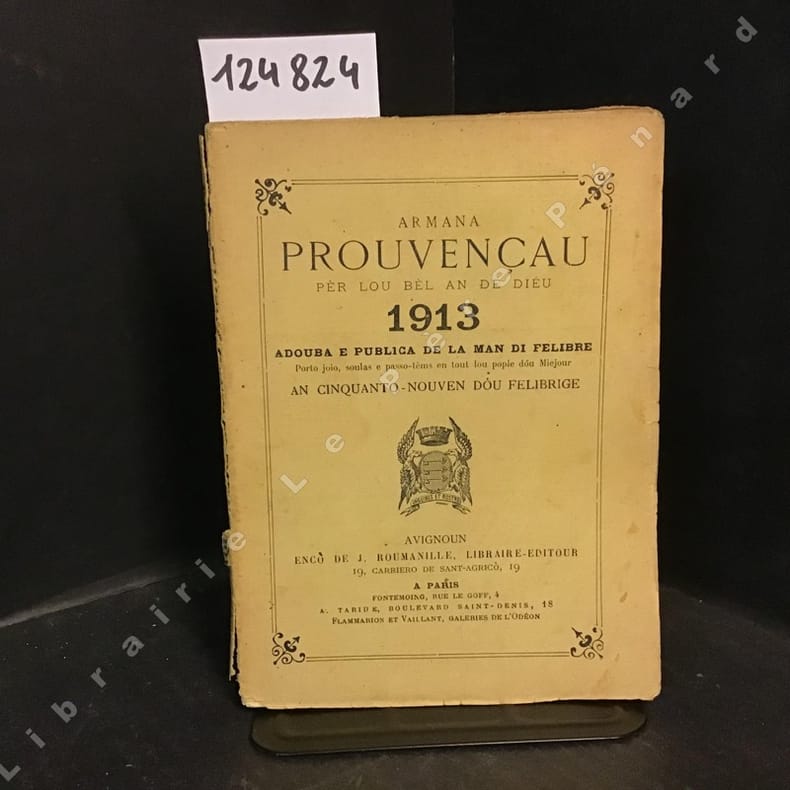 124824
ARMANA
PROUVENÇAU
PÈR LOU BÈL AN DE DIÉU
1913
ADOUBA E PUBLICA DE LA MAN DI FELIBRE
Porto joio, soulas e passo-tèms en tout lou pople dóu Miejour
AN CINQUANTO-NOUVEN DÓU FELIBRIGE
AVIGNOUN
ENCÒ DE J. ROUMANILLE, LIBRAIRE-EDITOUR
19, CARRIERO DE SANT-AGRICÒ, 19
A PARIS
FONTEMOING, RUE LE GOFF, 4
A. TARIDE, BOULEVARD SAINT-DENIS, 18
FLAMMARION ET VAILLANT, GALERIES DE L'ODÉON
Librairie Le Père Pénard